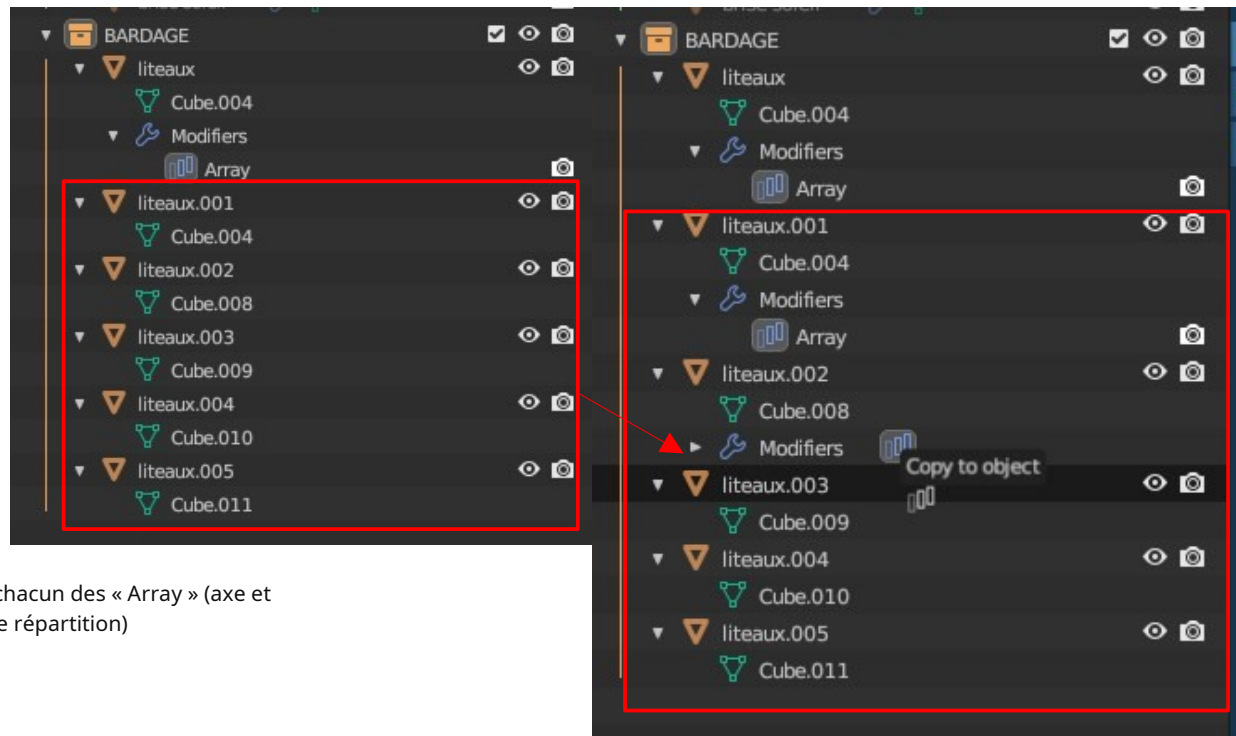 BARDAGE
liteaux
Cube.004
Modifiers
Array
liteaux.001
Cube.004
liteaux.002
Cube.008
liteaux.003
Cube.009
liteaux.004
Cube.010
liteaux.005
Cube.011
chacun des « Array » (axe et
e répartition)
BARDAGE
liteaux
Cube.004
Modifiers
Array
liteaux.001
Cube.004
Modifiers
Array
liteaux.002
Cube.008
Modifiers
Copy to object
liteaux.003
Cube.009
liteaux.004
Cube.010
liteaux.005
Cube.011